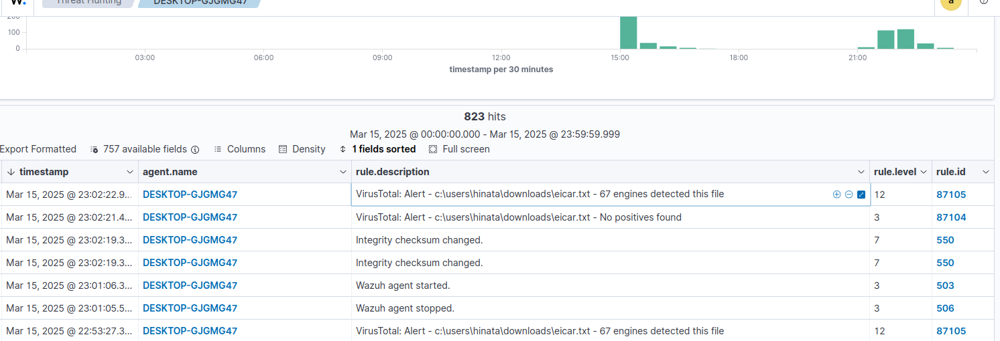 W. Threat Hunting DESKTOP-GJGMG47 a
200
100
0
03:00 06:00 09:00 12:00 15:00 18:00 21:00
timestamp per 30 minutes
823 hits
Mar 15, 2025 @ 00:00:00.000 - Mar 15, 2025 @ 23:59:59.999
Export Formatted 757 available fields Columns Density 1 fields sorted Full screen
timestamp agent.name rule.description rule.level rule.id
Mar 15, 2025 @ 23:02:22.9... DESKTOP-GJGMG47 VirusTotal: Alert - c:\users\hinata\downloads\eicar.txt - 67 engines detected this file 12 87105
Mar 15, 2025 @ 23:02:21.4... DESKTOP-GJGMG47 VirusTotal: Alert - c:\users\hinata\downloads\eicar.txt - No positives found 3 87104
Mar 15, 2025 @ 23:02:19.3... DESKTOP-GJGMG47 Integrity checksum changed. 7 550
Mar 15, 2025 @ 23:02:19.3... DESKTOP-GJGMG47 Integrity checksum changed. 7 550
Mar 15, 2025 @ 23:01:06.3... DESKTOP-GJGMG47 Wazuh agent started. 3 503
Mar 15, 2025 @ 23:01:05.5... DESKTOP-GJGMG47 Wazuh agent stopped. 3 506
Mar 15, 2025 @ 22:53:27.3... DESKTOP-GJGMG47 VirusTotal: Alert - c:\users\hinata\downloads\eicar.txt - 67 engines detected this file 12 87105